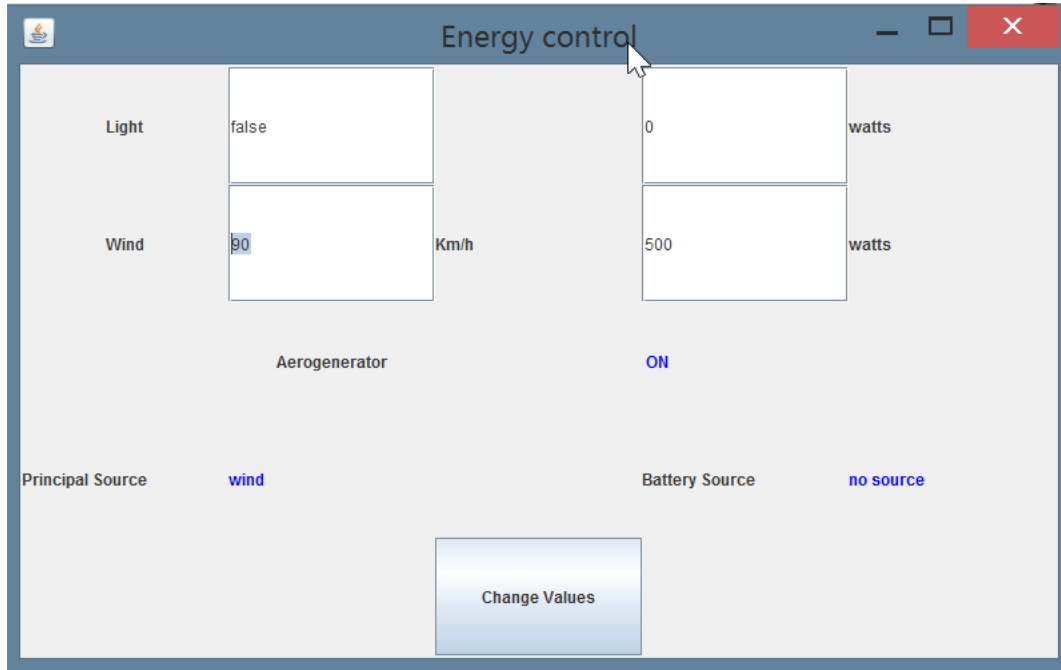 Energy control
Light false 0 watts
Wind 90 Km/h 500 watts
Aerogenerator ON
Principal Source wind Battery Source no source
Change Values